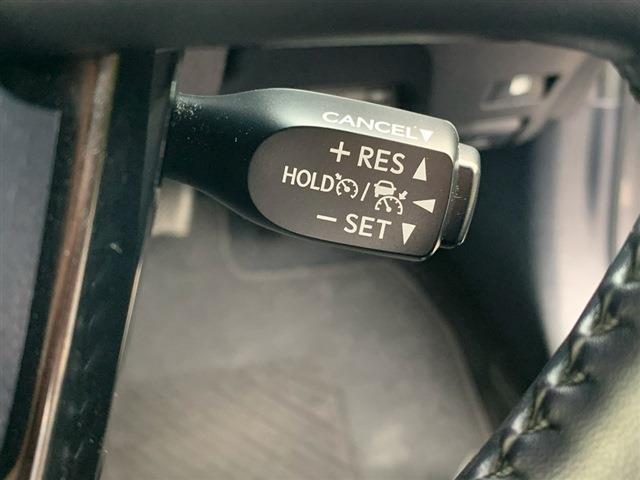 CANCEL
+ RES
HOLD /
− SET